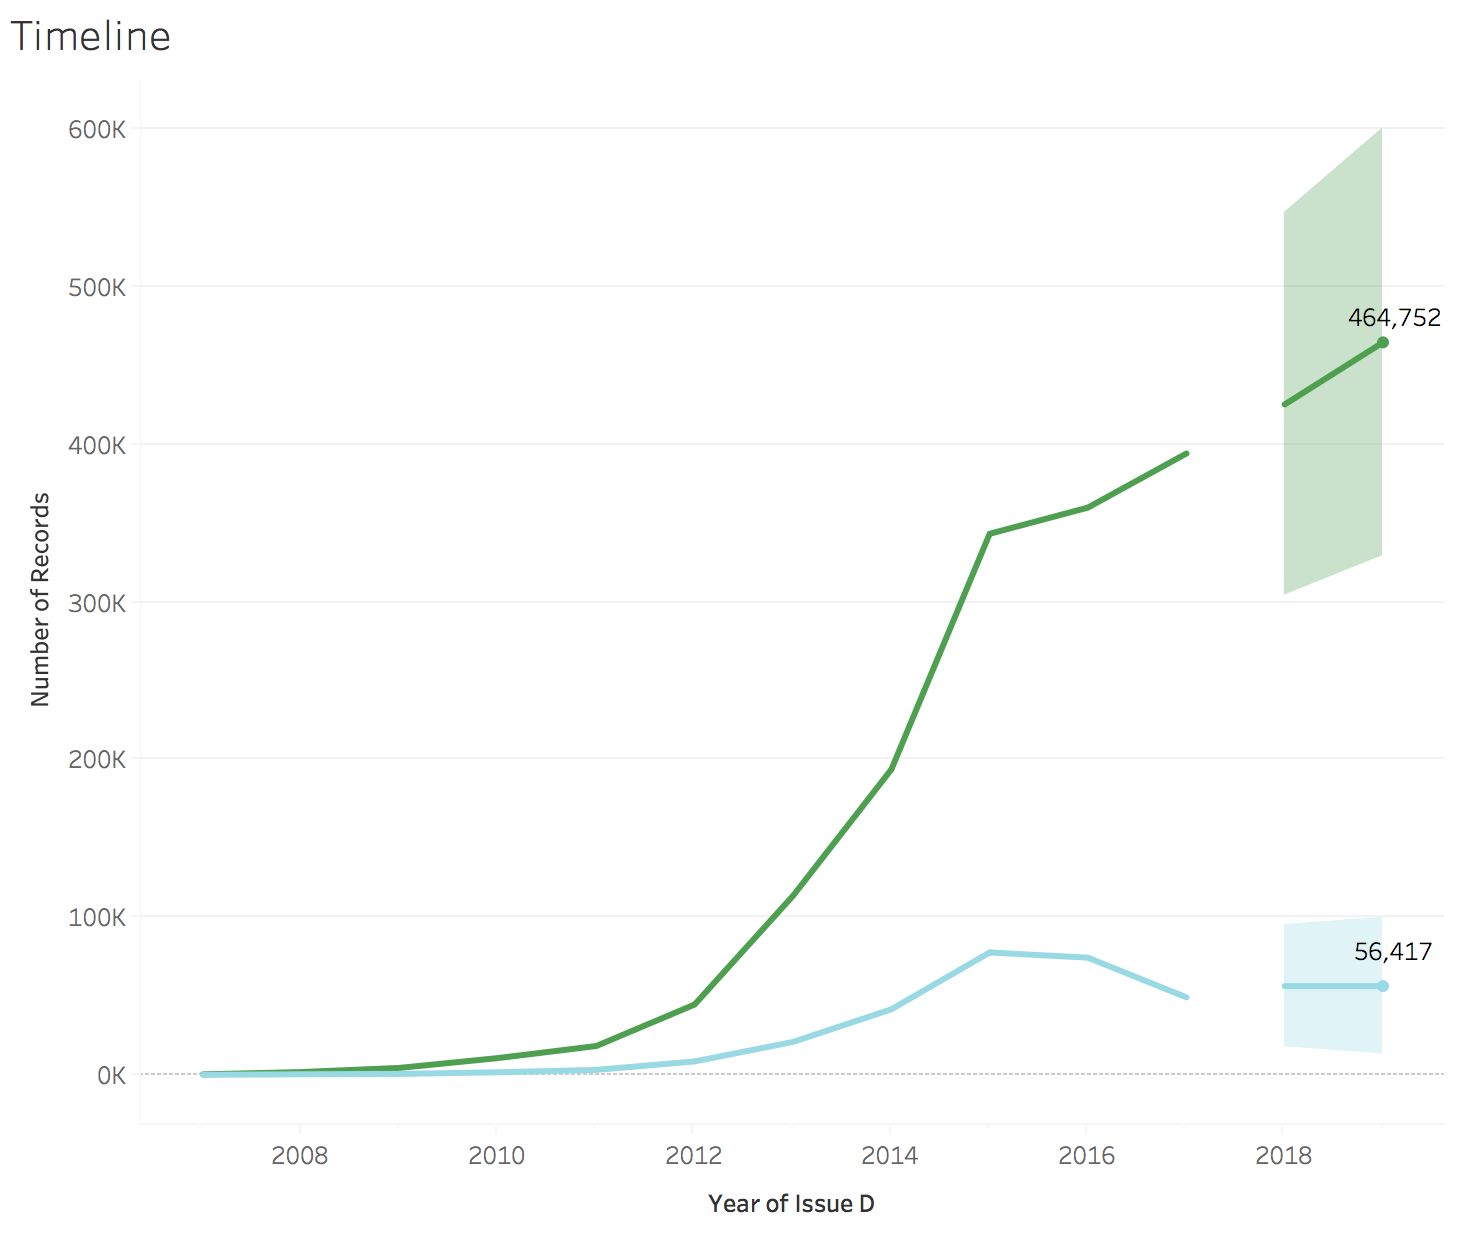 Timeline
600K
500K
400K
300K
200K
100K
0K
Number of Records
464,752
56,417
2008 2010 2012 2014 2016 2018
Year of Issue D